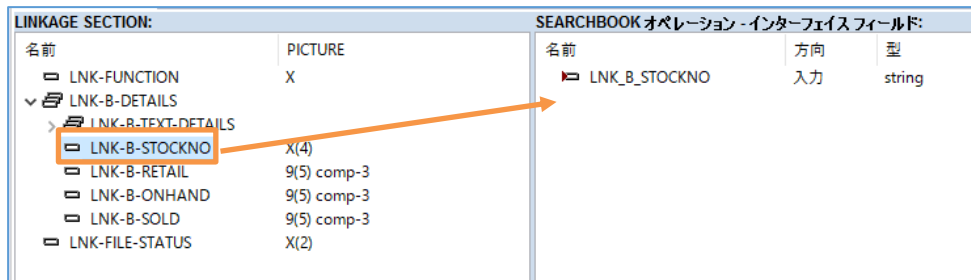 LINKAGE SECTION:
名前 PICTURE
LNK-FUNCTION X
LNK-B-DETAILS
LNK-B-TEXT-DETAILS
LNK-B-STOCKNO X(4)
LNK-B-RETAIL 9(5) comp-3
LNK-B-ONHAND 9(5) comp-3
LNK-B-SOLD 9(5) comp-3
LNK-FILE-STATUS X(2)
SEARCHBOOK オペレーション - インターフェイス フィールド:
名前 方向 型
LNK_B_STOCKNO 入力 string